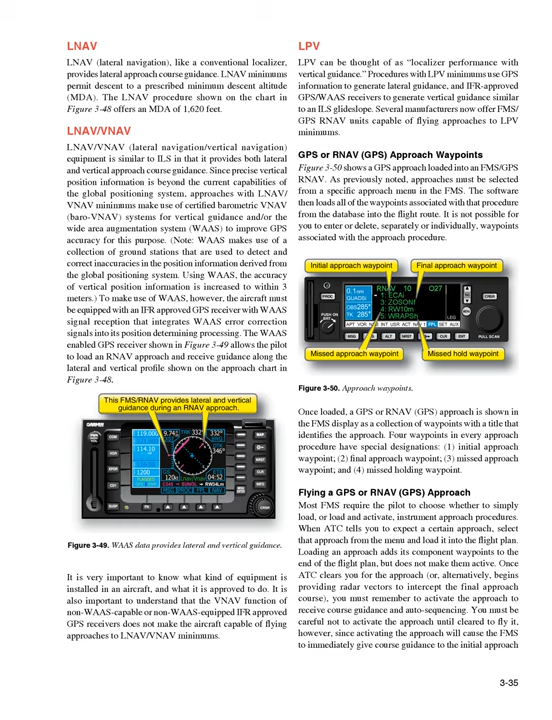 LNAV
LNAV (lateral navigation), like a conventional localizer,
provides lateral approach course guidance. LNAV minimums
permit descent to a prescribed minimum descent altitude
(MDA). The LNAV procedure shown on the chart in
Figure 3-48 offers an MDA of 1,620 feet.
LNAV/VNAV
LNAV/VNAV (lateral navigation/vertical navigation)
equipment is similar to ILS in that it provides both lateral
and vertical approach course guidance. Since precise vertical
position information is beyond the current capabilities of
the global positioning system, approaches with LNAV/
VNAV minimums make use of certified barometric VNAV
(baro-VNAV) systems for vertical guidance and/or the
wide area augmentation system (WAAS) to improve GPS
accuracy for this purpose. (Note: WAAS makes use of a
collection of ground stations that are used to detect and
correct inaccuracies in the position information derived from
the global positioning system. Using WAAS, the accuracy
of vertical position information is increased to within 3
meters.) To make use of WAAS, however, the aircraft must
be equipped with an IFR approved GPS receiver with WAAS
signal reception that integrates WAAS error correction
signals into its position determining processing. The WAAS
enabled GPS receiver shown in Figure 3-49 allows the pilot
to load an RNAV approach and receive guidance along the
lateral and vertical profile shown on the approach chart in
Figure 3-48.
This FMS/RNAV provides lateral and vertical
guidance during an RNAV approach.
GARMIN
114.10
1200
332°
346°
04:52
Figure 3-49. WAAS data provides lateral and vertical guidance.
It is very important to know what kind of equipment is
installed in an aircraft, and what it is approved to do. It is
also important to understand that the VNAV function of
non-WAAS-capable or non-WAAS-equipped IFR approved
GPS receivers does not make the aircraft capable of flying
approaches to LNAV/VNAV minimums.
LPV
LPV can be thought of as “localizer performance with
vertical guidance.” Procedures with LPV minimums use GPS
information to generate lateral guidance, and IFR-approved
GPS/WAAS receivers to generate vertical guidance similar
to an ILS glideslope. Several manufacturers now offer FMS/
GPS RNAV units capable of flying approaches to LPV
minimums.
GPS or RNAV (GPS) Approach Waypoints
Figure 3-50 shows a GPS approach loaded into an FMS/GPS
RNAV. As previously noted, approaches must be selected
from a specific approach menu in the FMS. The software
then loads all of the waypoints associated with that procedure
from the database into the flight route. It is not possible for
you to enter or delete, separately or individually, waypoints
associated with the approach procedure.
Initial approach waypoint Final approach waypoint
0.1nm RNAV 10 O27
1: ECAi
3: ZOSONf
4: RW10m
5: WRAPSh
285°
285°
PROC
PUSH ON
CRSR
PULL SCAN
Missed approach waypoint Missed hold waypoint
Figure 3-50. Approach waypoints.
Once loaded, a GPS or RNAV (GPS) approach is shown in
the FMS display as a collection of waypoints with a title that
identifies the approach. Four waypoints in every approach
procedure have special designations: (1) initial approach
waypoint; (2) final approach waypoint; (3) missed approach
waypoint; and (4) missed holding waypoint.
Flying a GPS or RNAV (GPS) Approach
Most FMS require the pilot to choose whether to simply
load, or load and activate, instrument approach procedures.
When ATC tells you to expect a certain approach, select
that approach from the menu and load it into the flight plan.
Loading an approach adds its component waypoints to the
end of the flight plan, but does not make them active. Once
ATC clears you for the approach (or, alternatively, begins
providing radar vectors to intercept the final approach
course), you must remember to activate the approach to
receive course guidance and auto-sequencing. You must be
careful not to activate the approach until cleared to fly it,
however, since activating the approach will cause the FMS
to immediately give course guidance to the initial approach
3-35